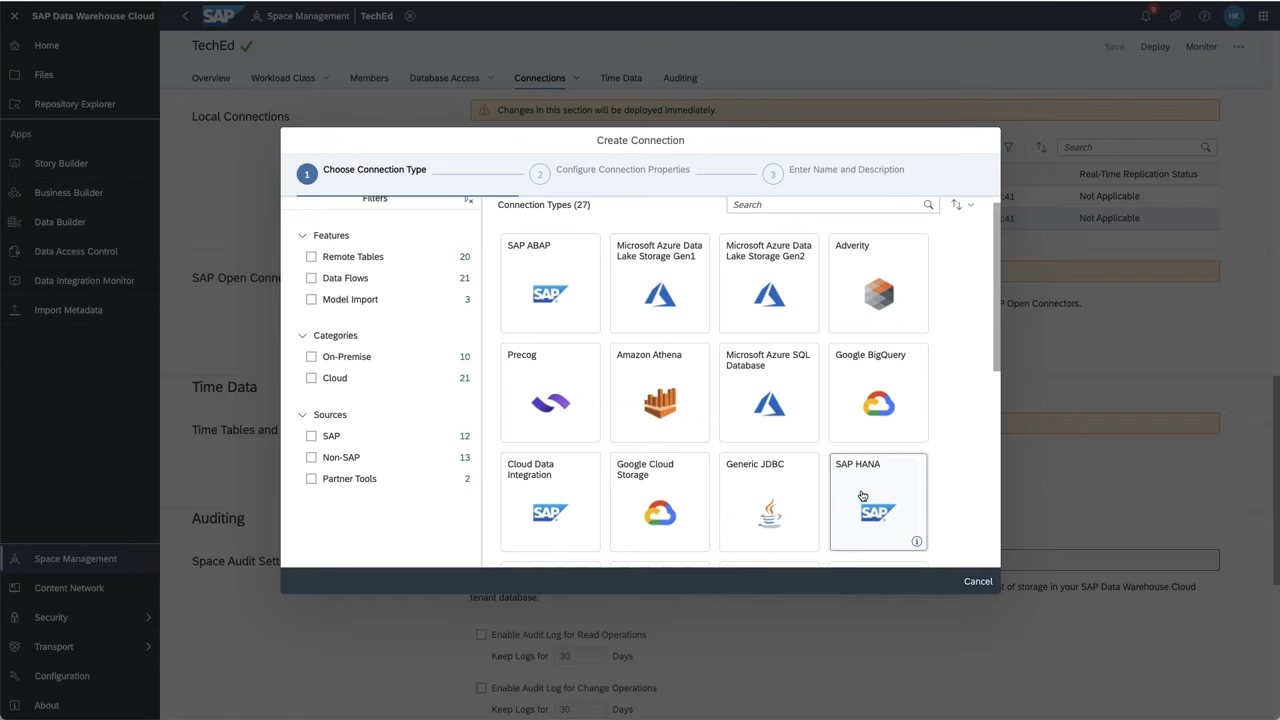 SAP Data Warehouse Cloud
SAP Space Management TechEd
9
HK
Home
Files
Repository Explorer
Apps
Story Builder
Business Builder
Data Builder
Data Access Control
Data Integration Monitor
Import Metadata
Space Management
Content Network
Security
Transport
Configuration
About
TechEd
Save Deploy Monitor
Overview Workload Class Members Database Access Connections Time Data Auditing
Local Connections
Changes in this section will be deployed immediately.
Search
Real-Time Replication Status
:41 Not Applicable
:41 Not Applicable
SAP Open Conne
P Open Connectors.
Time Data
Time Tables and
Auditing
Space Audit Sett
t of storage in your SAP Data Warehouse Cloud
tenant database.
Enable Audit Log for Read Operations
Keep Logs for 30 Days
Enable Audit Log for Change Operations
Keep Logs for 30 Days
Create Connection
1 Choose Connection Type
2 Configure Connection Properties
3 Enter Name and Description
Filters
Features
Remote Tables 20
Data Flows 21
Model Import 3
Categories
On-Premise 10
Cloud 21
Sources
SAP 12
Non-SAP 13
Partner Tools 2
Connection Types (27)
Search
SAP ABAP
SAP
Microsoft Azure Data
Lake Storage Gen1
Microsoft Azure Data
Lake Storage Gen2
Adverity
Precog
Amazon Athena
Microsoft Azure SQL
Database
Google BigQuery
Cloud Data
Integration
SAP
Google Cloud
Storage
Generic JDBC
SAP HANA
SAP
Cancel